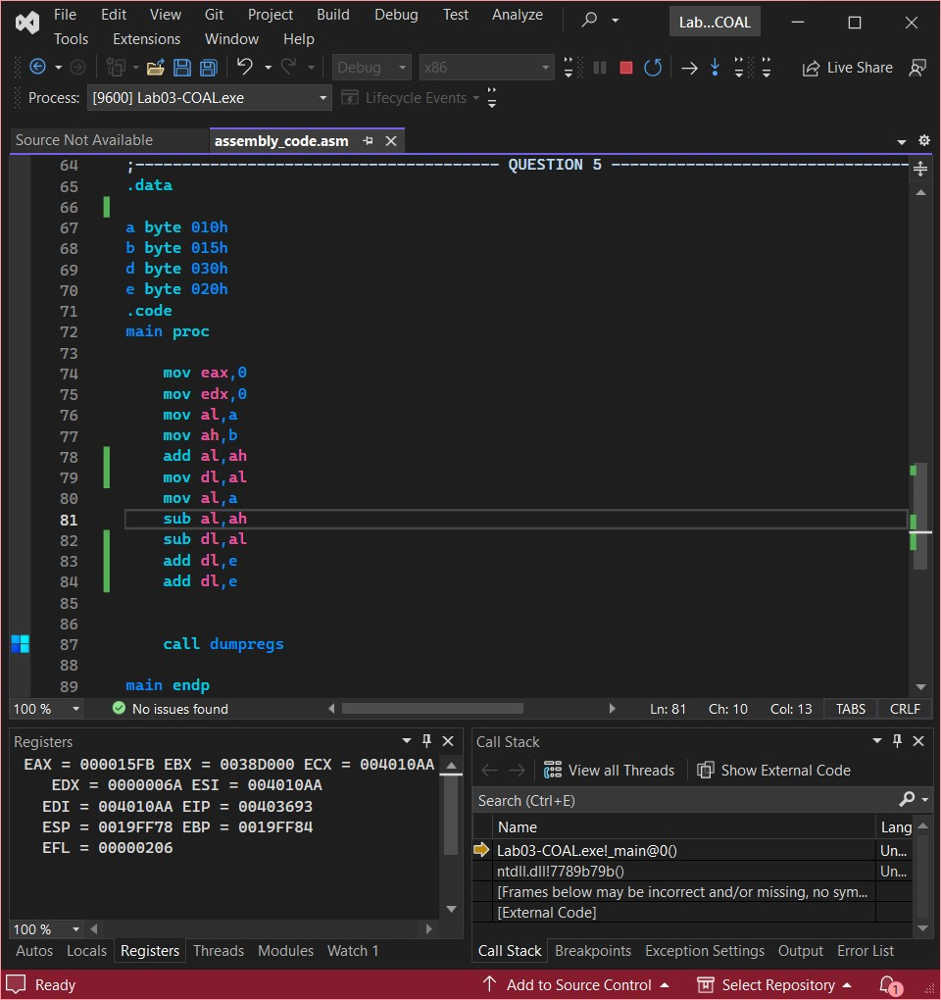 File Edit View Git Project Build Debug Test Analyze Lab...COAL
Tools Extensions Window Help
Debug x86 Live Share
Process: [9600] Lab03-COAL.exe Lifecycle Events
Source Not Available assembly_code.asm
64 ;--------------------------------------- QUESTION 5 --------------------------------
65 .data
66
67 a byte 010h
68 b byte 015h
69 d byte 030h
70 e byte 020h
71 .code
72 main proc
73
74 mov eax,0
75 mov edx,0
76 mov al,a
77 mov ah,b
78 add al,ah
79 mov dl,al
80 mov al,a
81 sub al,ah
82 sub dl,al
83 add dl,e
84 add dl,e
85
86
87 call dumpregs
88
89 main endp
100 % No issues found Ln: 81 Ch: 10 Col: 13 TABS CRLF
Registers
EAX = 000015FB EBX = 0038D000 ECX = 004010AA
EDX = 0000006A ESI = 004010AA
EDI = 004010AA EIP = 00403693
ESP = 0019FF78 EBP = 0019FF84
EFL = 00000206
100 %
Autos Locals Registers Threads Modules Watch 1
Call Stack
View all Threads Show External Code
Search (Ctrl+E)
Name Lang
Lab03-COAL.exe!_main@0() Un...
ntdll.dll!7789b79b() Un...
[Frames below may be incorrect and/or missing, no sym...
[External Code]
Call Stack Breakpoints Exception Settings Output Error List
Ready Add to Source Control Select Repository 1